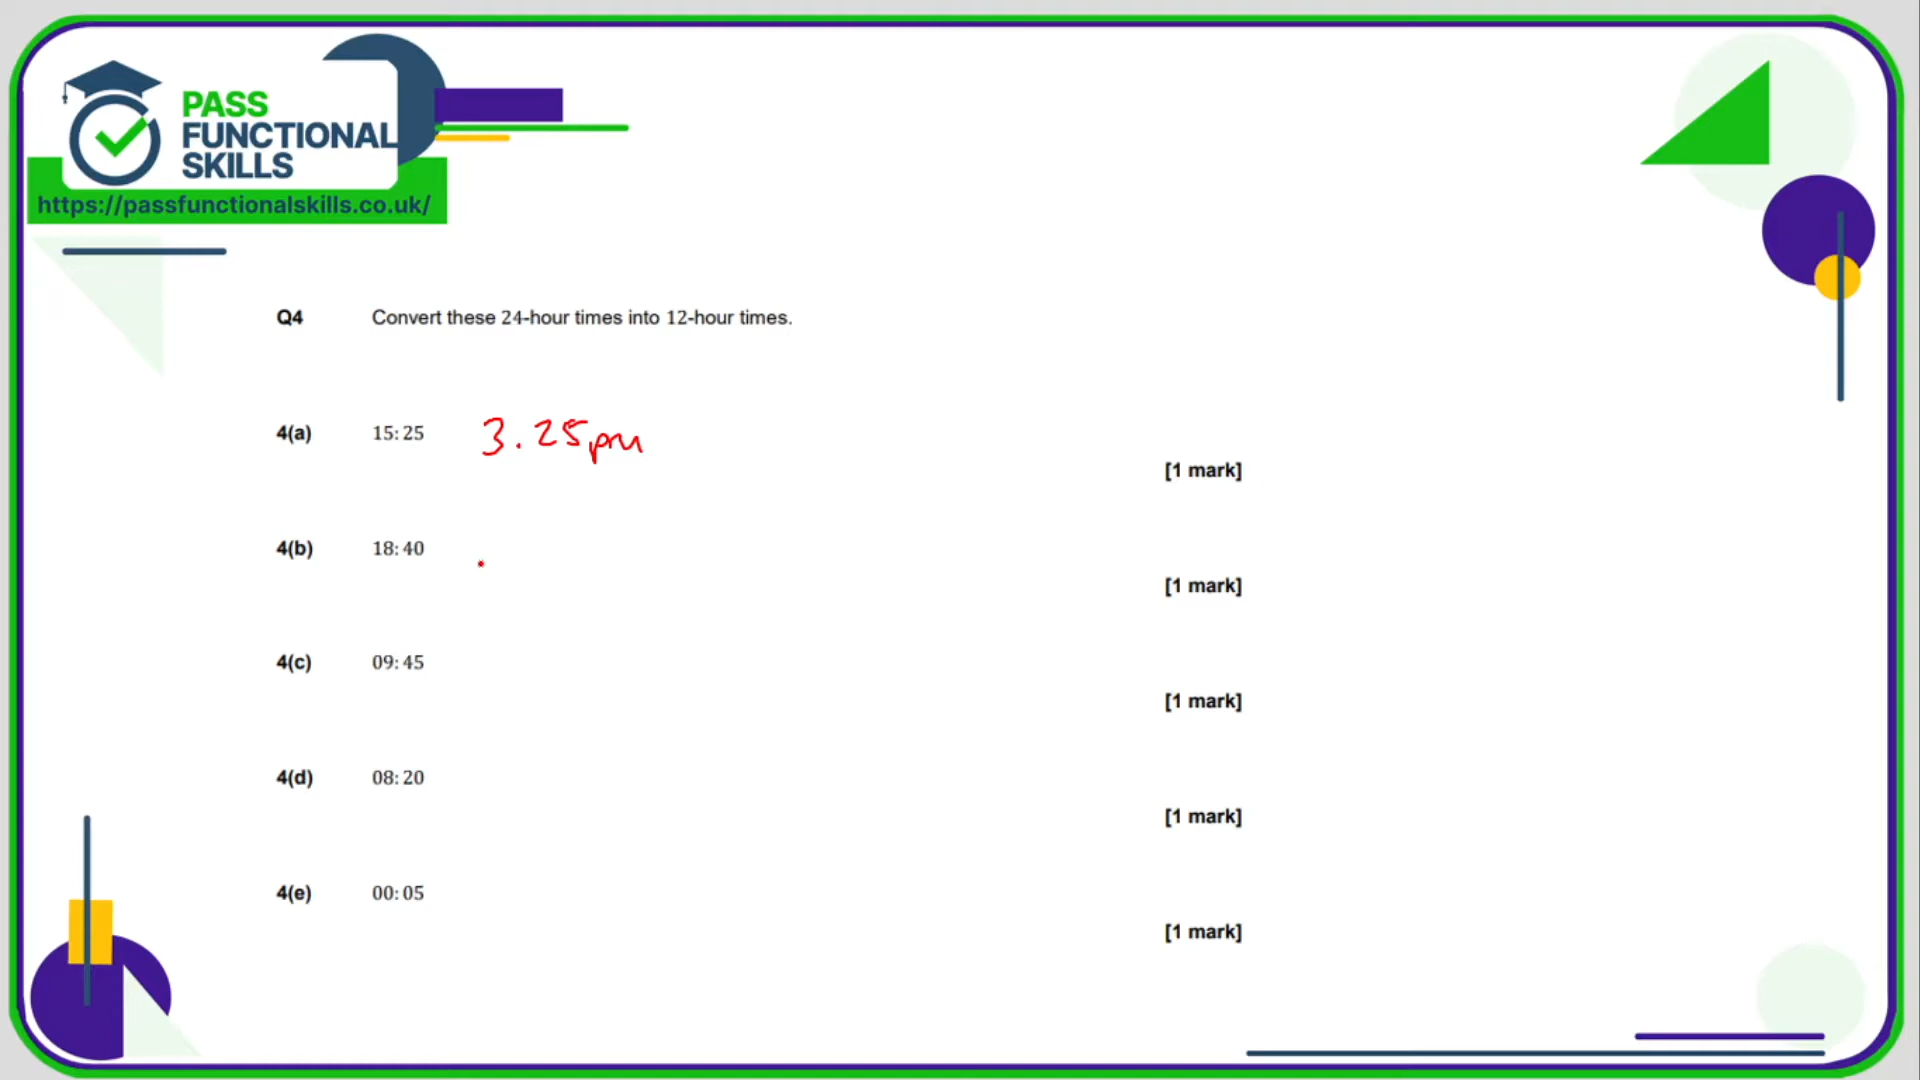 PASS
FUNCTIONAL
SKILLS
https://passfunctionalskills.co.uk/
Q4 Convert these 24-hour times into 12-hour times.
4(a) 15:25 3.25pm
[1 mark]
4(b) 18:40
[1 mark]
4(c) 09:45
[1 mark]
4(d) 08:20
[1 mark]
4(e) 00:05
[1 mark]